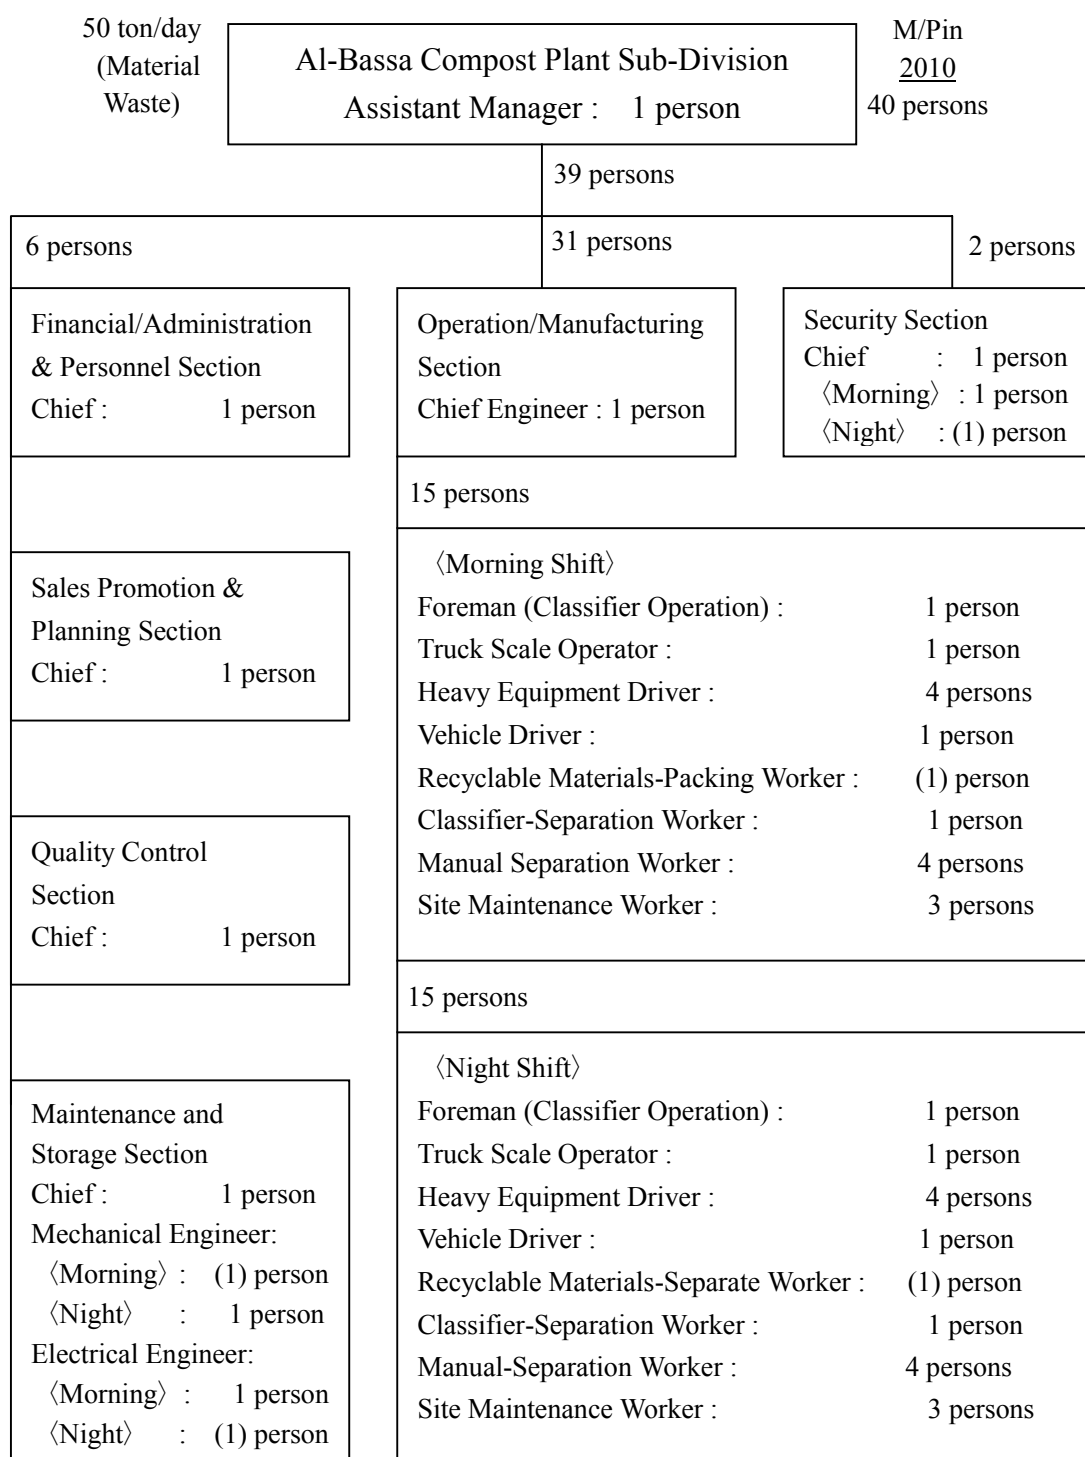 50 ton/day
(Material
Waste)
Al-Bassa Compost Plant Sub-Division
Assistant Manager : 1 person
M/Pin
2010
40 persons
39 persons
6 persons
31 persons
2 persons
Financial/Administration
& Personnel Section
Chief : 1 person
Operation/Manufacturing
Section
Chief Engineer : 1 person
Security Section
Chief : 1 person
〈Morning〉 : 1 person
〈Night〉 : (1) person
Sales Promotion &
Planning Section
Chief : 1 person
Quality Control
Section
Chief : 1 person
Maintenance and
Storage Section
Chief : 1 person
Mechanical Engineer:
〈Morning〉 : (1) person
〈Night〉 : 1 person
Electrical Engineer:
〈Morning〉 : 1 person
〈Night〉 : (1) person
15 persons
〈Morning Shift〉
Foreman (Classifier Operation) : 1 person
Truck Scale Operator : 1 person
Heavy Equipment Driver : 4 persons
Vehicle Driver : 1 person
Recyclable Materials-Packing Worker : (1) person
Classifier-Separation Worker : 1 person
Manual Separation Worker : 4 persons
Site Maintenance Worker : 3 persons
15 persons
〈Night Shift〉
Foreman (Classifier Operation) : 1 person
Truck Scale Operator : 1 person
Heavy Equipment Driver : 4 persons
Vehicle Driver : 1 person
Recyclable Materials-Separate Worker : (1) person
Classifier-Separation Worker : 1 person
Manual-Separation Worker : 4 persons
Site Maintenance Worker : 3 persons